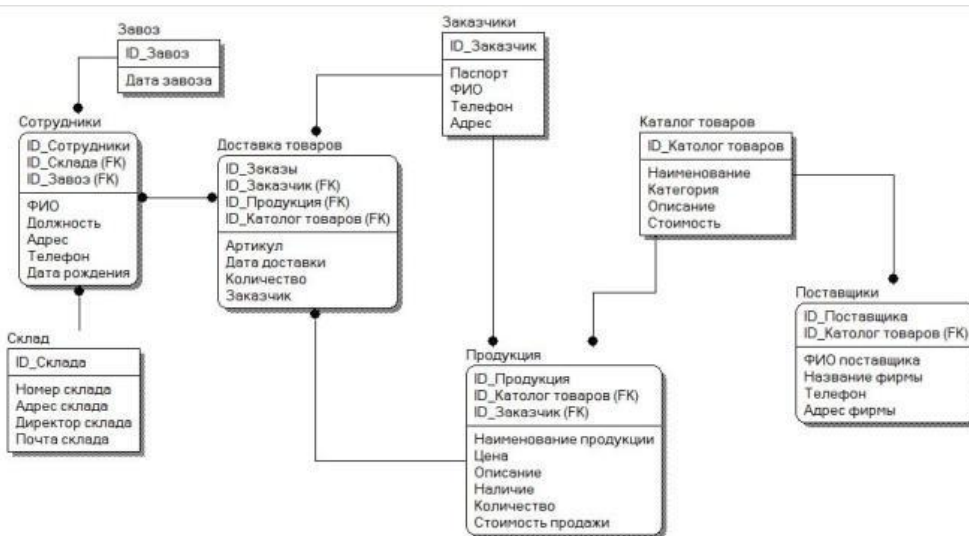 Завоз
ID_Завоз
Дата завоза
Заказчики
ID_Заказчик
Паспорт
ФИО
Телефон
Адрес
Сотрудники
ID_Сотрудники
ID_Склада (FK)
ID_Завоз (FK)
ФИО
Должность
Адрес
Телефон
Дата рождения
Доставка товаров
ID_Заказы
ID_Заказчик (FK)
ID_Продукция (FK)
ID_Католог товаров (FK)
Артикул
Дата доставки
Количество
Заказчик
Каталог товаров
ID_Католог товаров
Наименование
Категория
Описание
Стоимость
Поставщики
ID_Поставщика
ID_Католог товаров (FK)
ФИО поставщика
Название фирмы
Телефон
Адрес фирмы
Склад
ID_Склада
Номер склада
Адрес склада
Директор склада
Почта склада
Продукция
ID_Продукция
ID_Католог товаров (FK)
ID_Заказчик (FK)
Наименование продукции
Цена
Описание
Наличие
Количество
Стоимость продажи